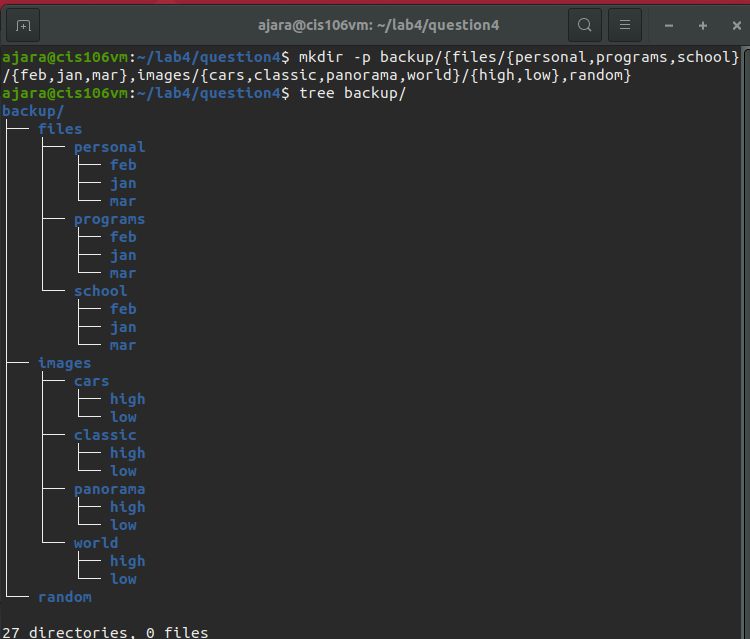 ajara@cis106vm: ~/lab4/question4
ajara@cis106vm:~/lab4/question4$ mkdir -p backup/{files/{personal,programs,school}
/{feb,jan,mar},images/{cars,classic,panorama,world}/{high,low},random}
ajara@cis106vm:~/lab4/question4$ tree backup/
backup/
├── files
│   ├── personal
│   │   ├── feb
│   │   ├── jan
│   │   └── mar
│   ├── programs
│   │   ├── feb
│   │   ├── jan
│   │   └── mar
│   └── school
│       ├── feb
│       ├── jan
│       └── mar
├── images
│   ├── cars
│   │   ├── high
│   │   └── low
│   ├── classic
│   │   ├── high
│   │   └── low
│   ├── panorama
│   │   ├── high
│   │   └── low
│   └── world
│       ├── high
│       └── low
└── random
27 directories, 0 files